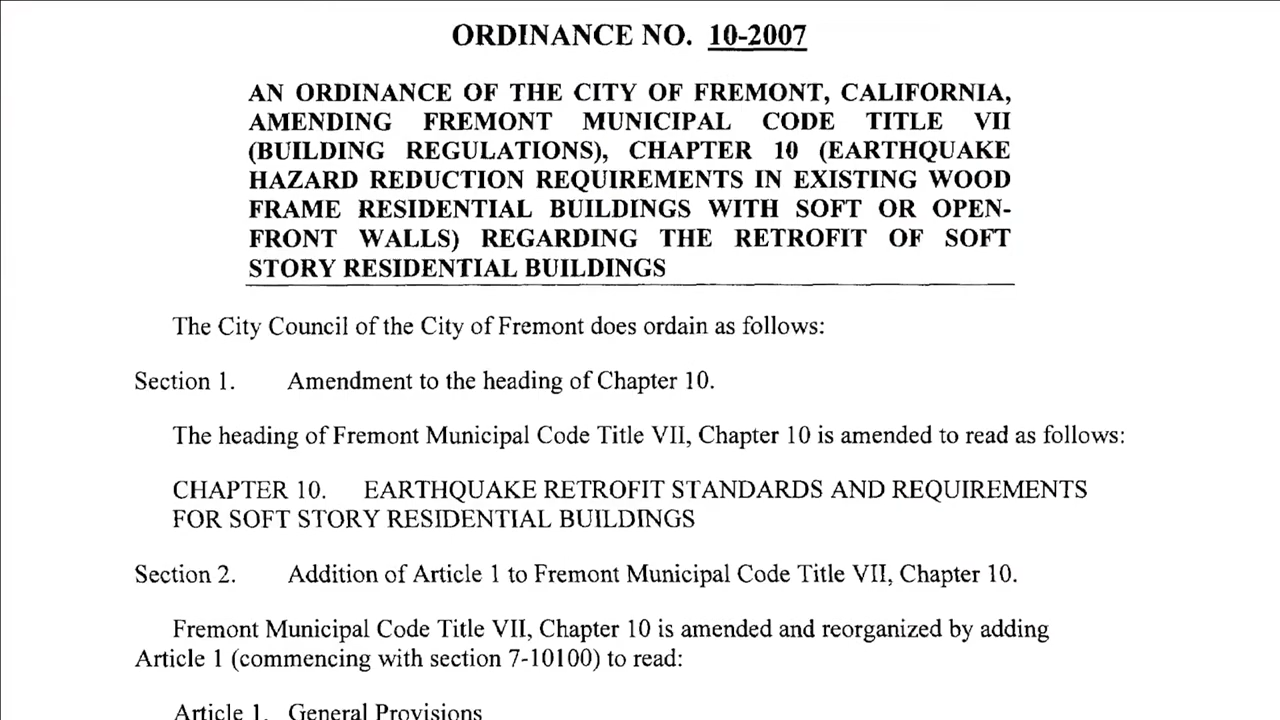 ORDINANCE NO. 10-2007
AN ORDINANCE OF THE CITY OF FREMONT, CALIFORNIA,
AMENDING FREMONT MUNICIPAL CODE TITLE VII
(BUILDING REGULATIONS), CHAPTER 10 (EARTHQUAKE
HAZARD REDUCTION REQUIREMENTS IN EXISTING WOOD
FRAME RESIDENTIAL BUILDINGS WITH SOFT OR OPEN-
FRONT WALLS) REGARDING THE RETROFIT OF SOFT
STORY RESIDENTIAL BUILDINGS
The City Council of the City of Fremont does ordain as follows:
Section 1. Amendment to the heading of Chapter 10.
The heading of Fremont Municipal Code Title VII, Chapter 10 is amended to read as follows:
CHAPTER 10. EARTHQUAKE RETROFIT STANDARDS AND REQUIREMENTS
FOR SOFT STORY RESIDENTIAL BUILDINGS
Section 2. Addition of Article 1 to Fremont Municipal Code Title VII, Chapter 10.
Fremont Municipal Code Title VII, Chapter 10 is amended and reorganized by adding
Article 1 (commencing with section 7-10100) to read:
Article 1. General Provisions